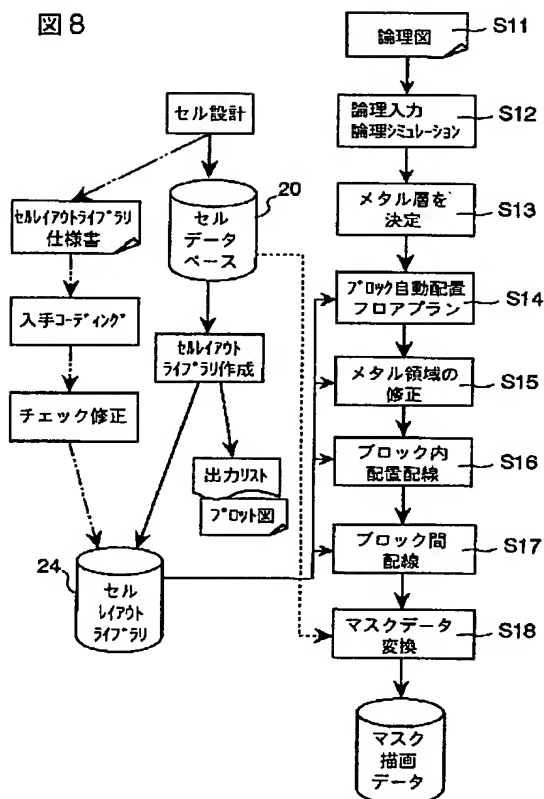 図8
セル設計
セルレイアウトライブラリ
仕様書
入手コーディング
チェック修正
20
セル
データ
ベース
セルレイアウト
ライブラリ作成
出力リスト
プロット図
24
セル
レイアウト
ライブラリ
論理図
S11
論理入力
論理シミュレーション
S12
メタル層を
決定
S13
ブロック自動配置
フロアプラン
S14
メタル領域の
修正
S15
ブロック内
配置配線
S16
ブロック間
配線
S17
マスクデータ
変換
S18
マスク
描画
データ